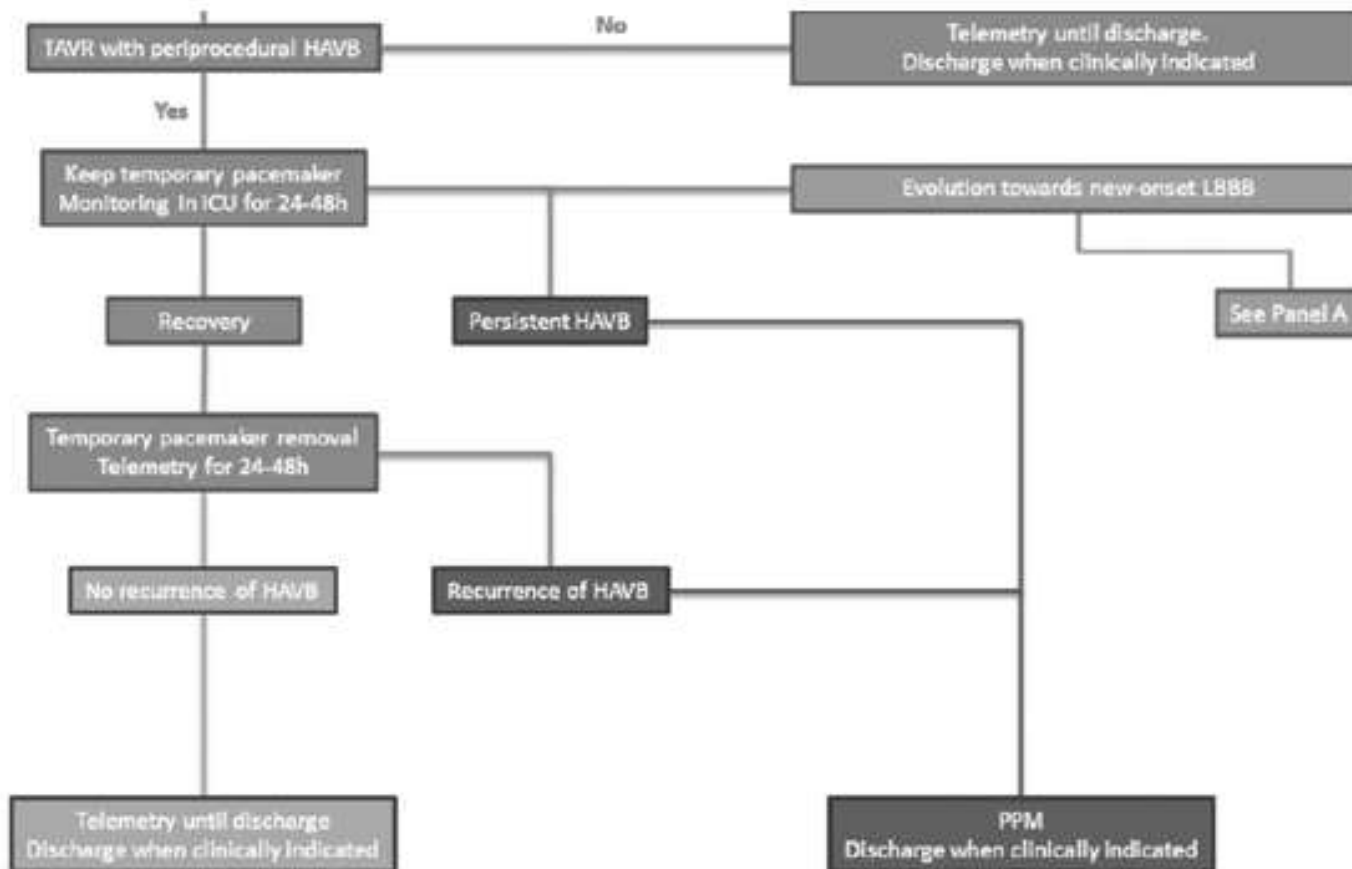 TAVR with periprocedural HAVB
No
Telemetry until discharge.
Discharge when clinically indicated
Yes
Keep temporary pacemaker
Monitoring in ICU for 24-48h
Evolution towards new-onset LBBB
Recovery
Persistent HAVB
See Panel A
Temporary pacemaker removal
Telemetry for 24-48h
No recurrence of HAVB
Recurrence of HAVB
Telemetry until discharge
Discharge when clinically indicated
PPM
Discharge when clinically indicated